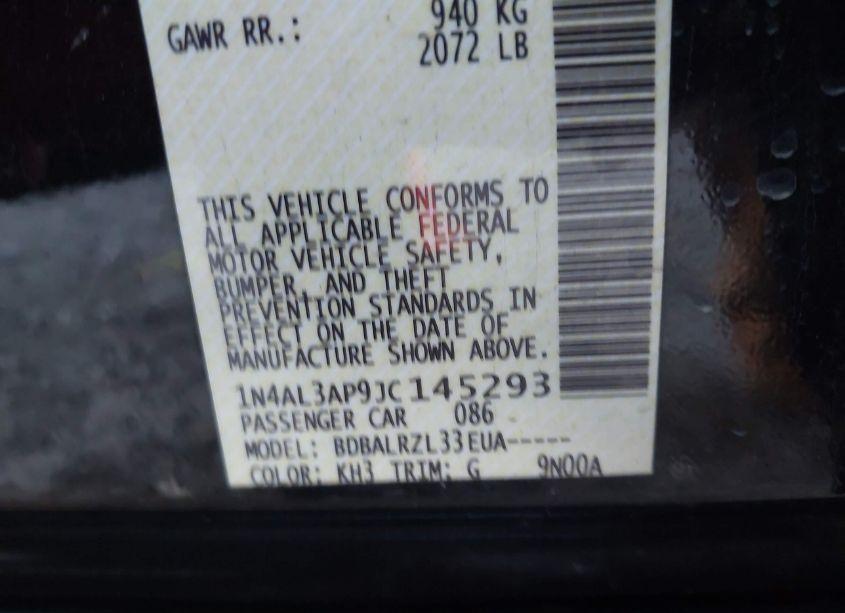 GAWR RR.: 940 KG
2072 LB
THIS VEHICLE CONFORMS TO
ALL APPLICABLE FEDERAL
MOTOR VEHICLE SAFETY,
BUMPER, AND THEFT
PREVENTION STANDARDS IN
EFFECT ON THE DATE OF
MANUFACTURE SHOWN ABOVE.
1N4AL3AP9JC145293
PASSENGER CAR 086
MODEL: BDBALRZL33EUA-----
COLOR: KH3 TRIM: G 9N00A